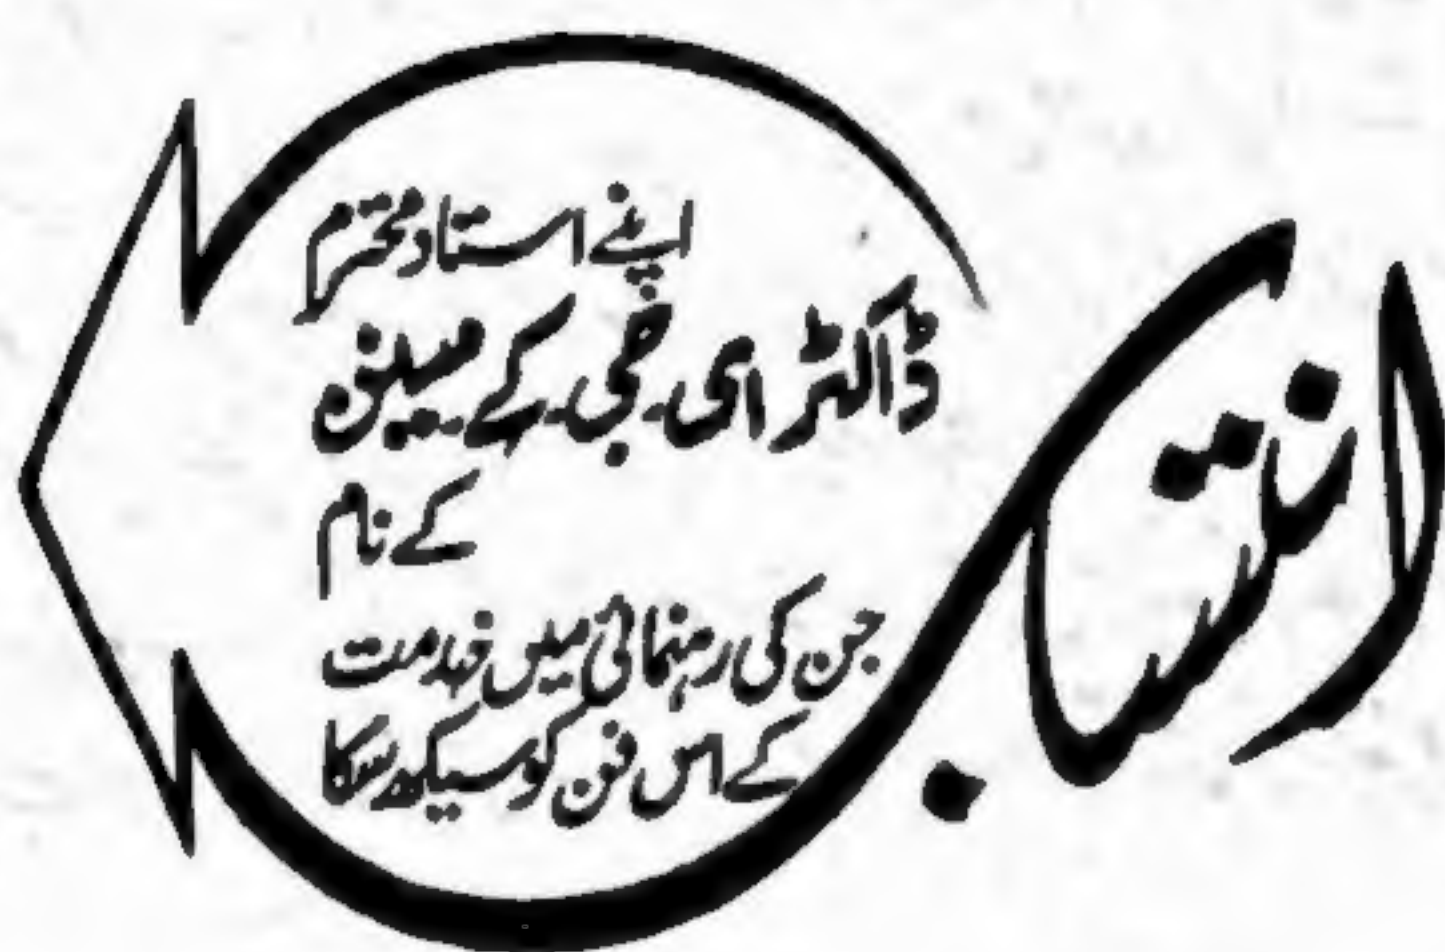 انتساب
اپنے استاد محترم
ڈاکٹر ای۔ جی۔ کے۔
کے نام
جن کی رہنمائی میں خدمت
کے اس فن کو سیکھ سکا